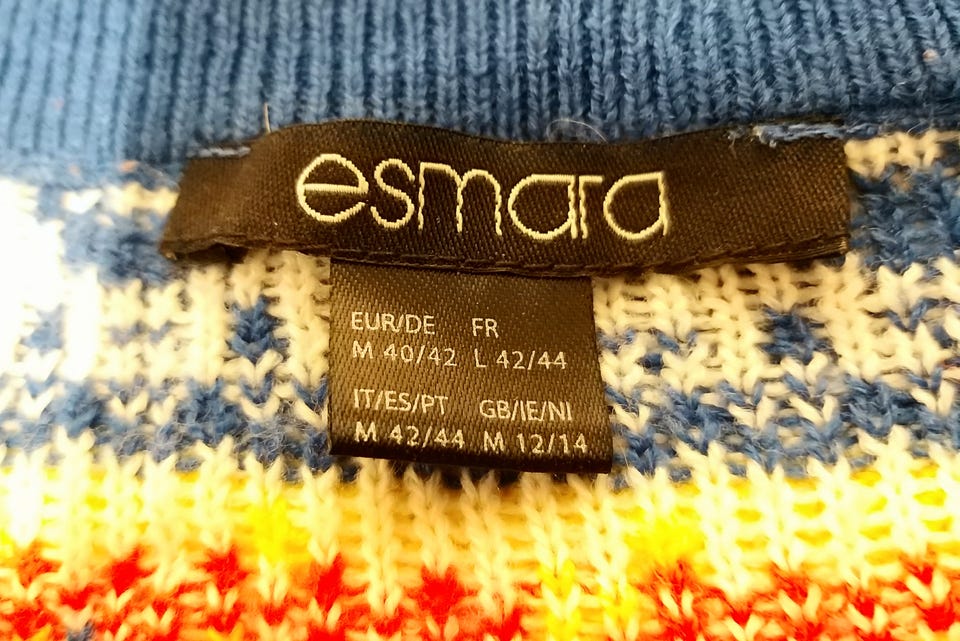 esmara
EUR/DE FR
M 40/42 L 42/44
IT/ES/PT GB/IE/NI
M 42/44 M 12/14